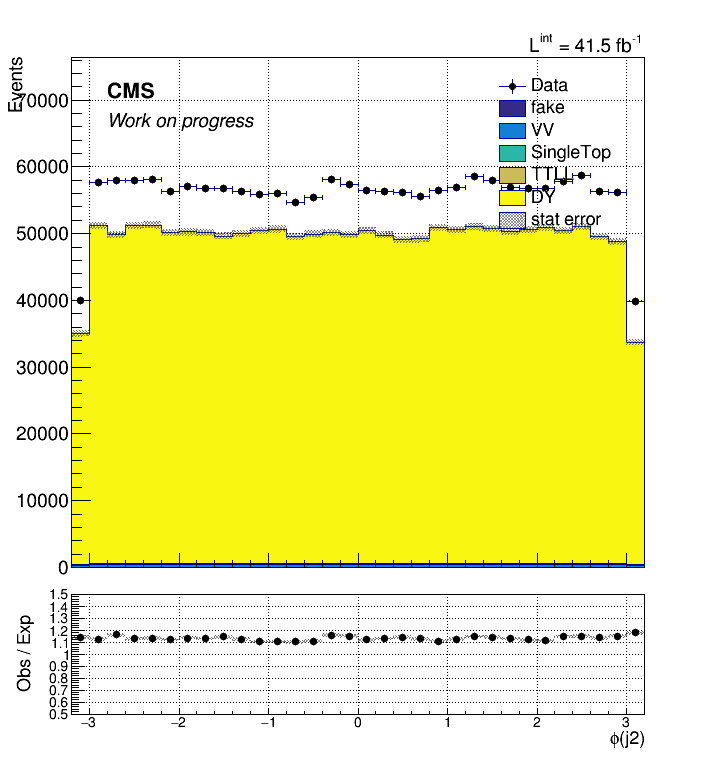 L^int = 41.5 fb^-1
Events
CMS
Work on progress
Data
fake
VV
SingleTop
TTLL
DY
stat error
70000
60000
50000
40000
30000
20000
10000
0
Obs / Exp
1.5
1.4
1.3
1.2
1.1
1
0.9
0.8
0.7
0.6
0.5
−3 −2 −1 0 1 2 3
ϕ(j2)